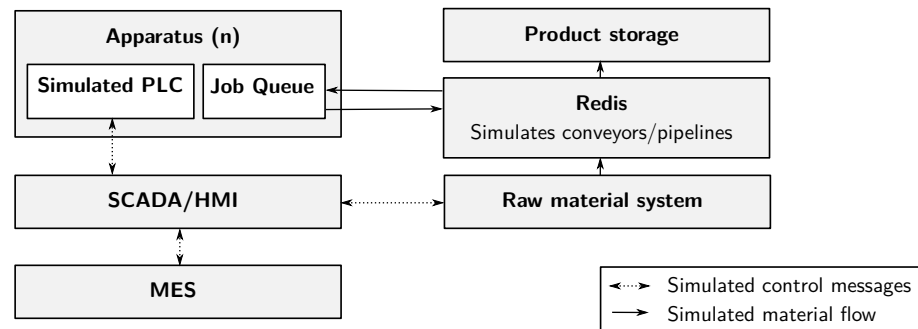 Apparatus (n)
Simulated PLC
Job Queue
Product storage
Redis
Simulates conveyors/pipelines
SCADA/HMI
Raw material system
MES
Simulated control messages
Simulated material flow